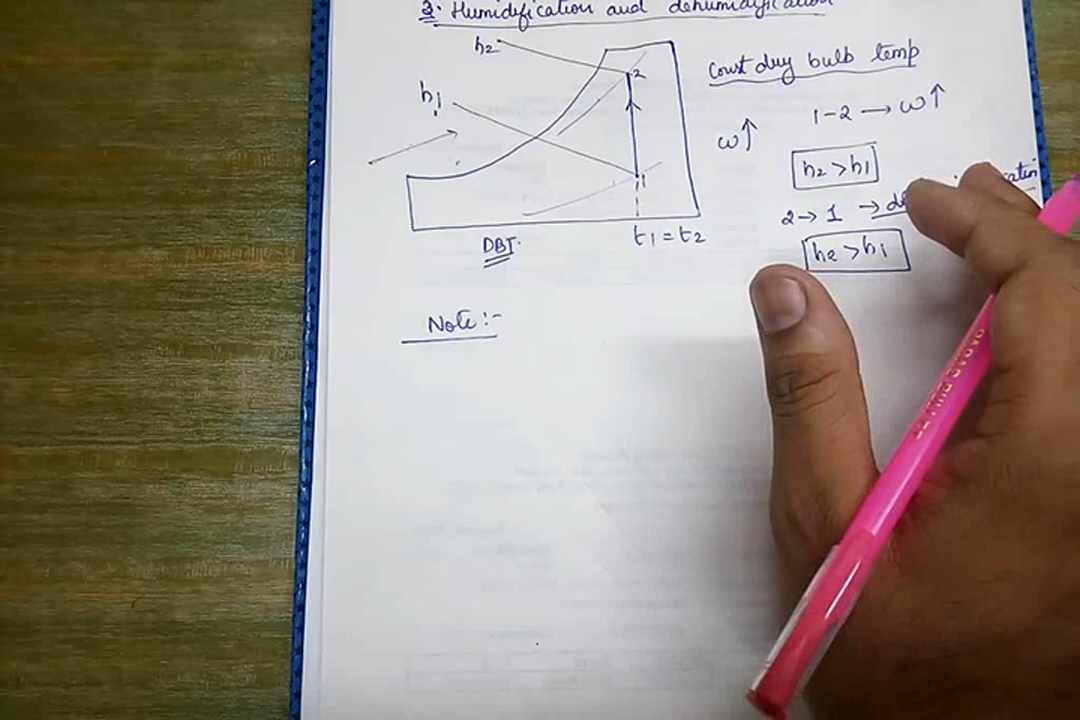 3. Humidification and dehumidification
h2
2
Const dry bulb temp
h1
1-2 → ω↑
ω↑
h2 > h1
1
2 → 1 →
DBT.
t1 = t2
h2 > h1
Note :-